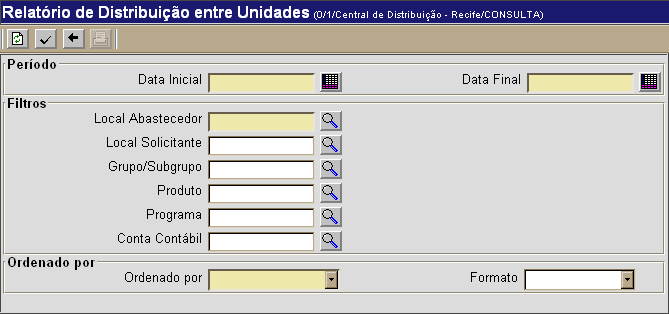 Relatório de Distribuição entre Unidades (0/1/Central de Distribuição - Recife/CONSULTA)
Período
Data Inicial Data Final
Filtros
Local Abastecedor
Local Solicitante
Grupo/Subgrupo
Produto
Programa
Conta Contábil
Ordenado por
Ordenado por Formato